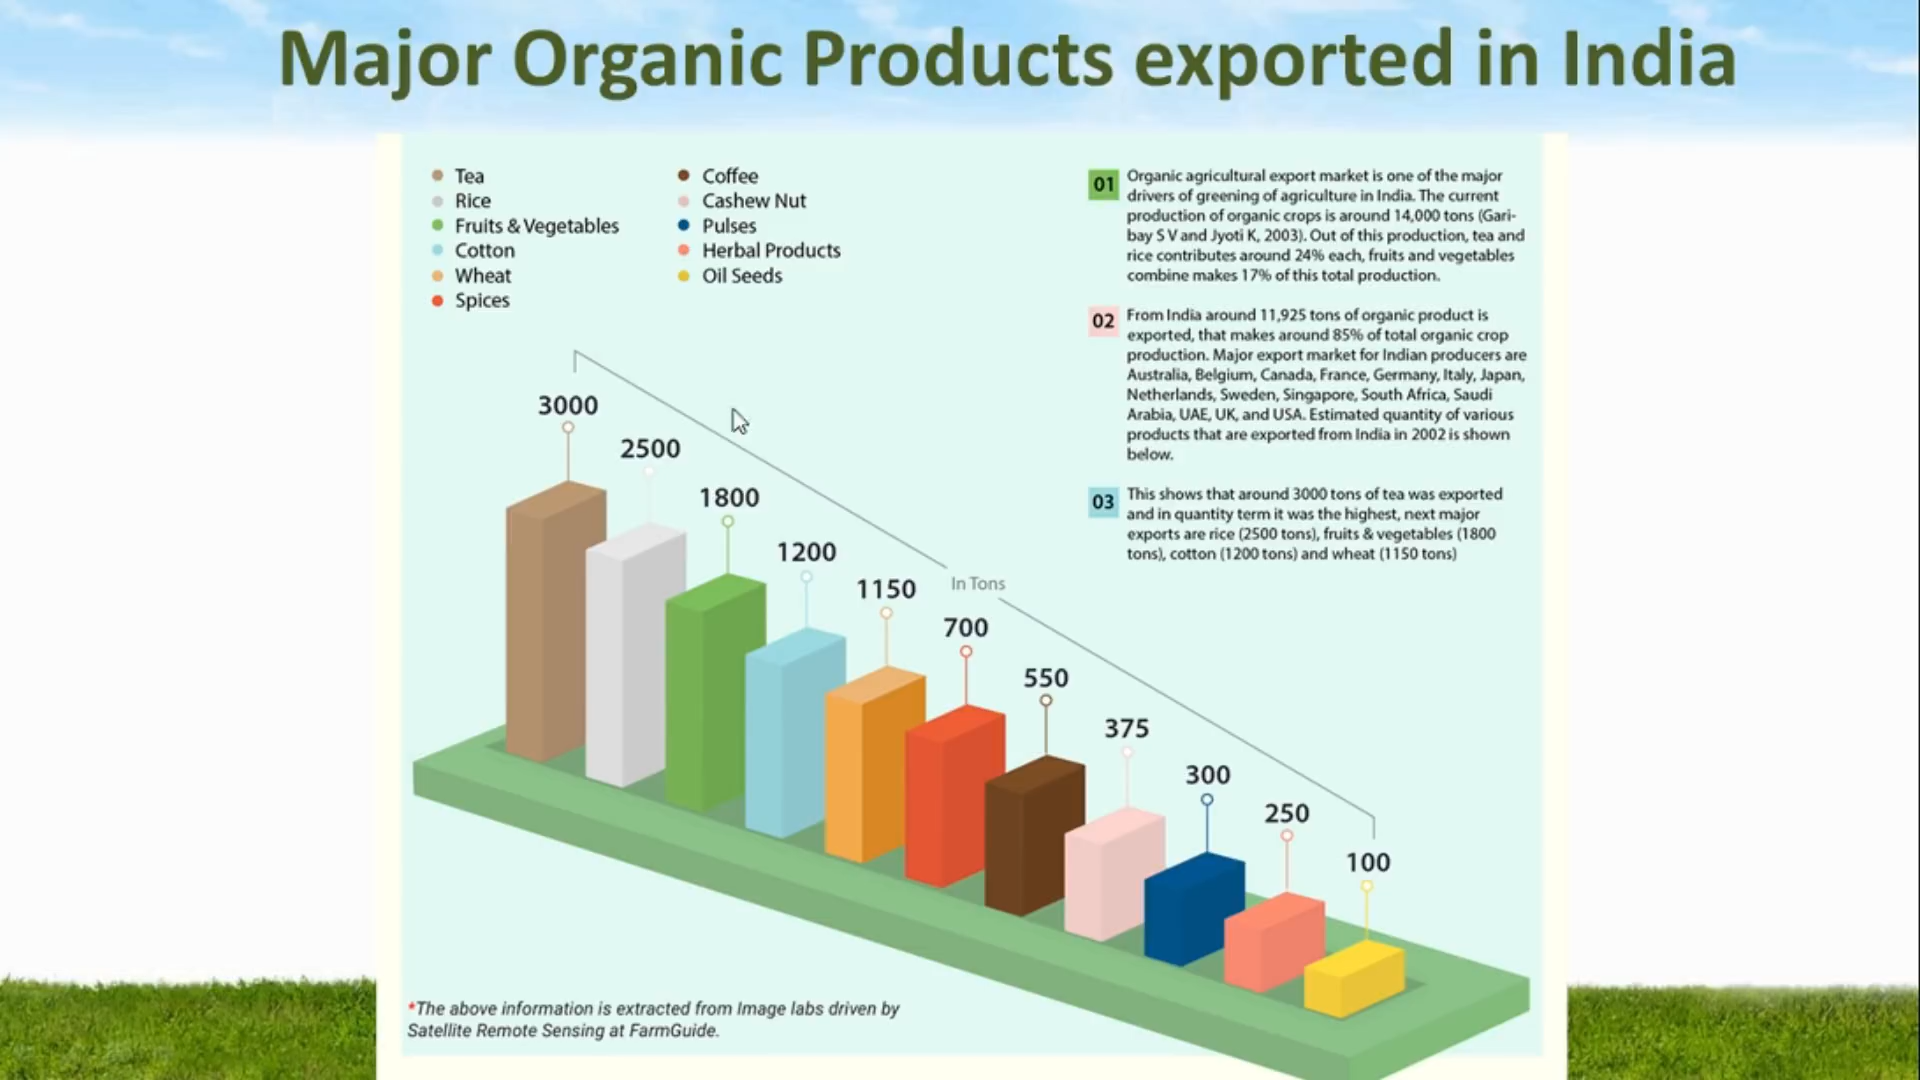 Major Organic Products exported in India
Tea
Rice
Fruits & Vegetables
Cotton
Wheat
Spices
Coffee
Cashew Nut
Pulses
Herbal Products
Oil Seeds
01
Organic agricultural export market is one of the major
drivers of greening of agriculture in India. The current
production of organic crops is around 14,000 tons (Gari-
bay S V and Jyoti K, 2003). Out of this production, tea and
rice contributes around 24% each, fruits and vegetables
combine makes 17% of this total production.
02
From India around 11,925 tons of organic product is
exported, that makes around 85% of total organic crop
production. Major export market for Indian producers are
Australia, Belgium, Canada, France, Germany, Italy, Japan,
Netherlands, Sweden, Singapore, South Africa, Saudi
Arabia, UAE, UK, and USA. Estimated quantity of various
products that are exported from India in 2002 is shown
below.
03
This shows that around 3000 tons of tea was exported
and in quantity term it was the highest, next major
exports are rice (2500 tons), fruits & vegetables (1800
tons), cotton (1200 tons) and wheat (1150 tons)
3000
2500
1800
1200
1150
In Tons
700
550
375
300
250
100
*The above information is extracted from Image labs driven by
Satellite Remote Sensing at FarmGuide.